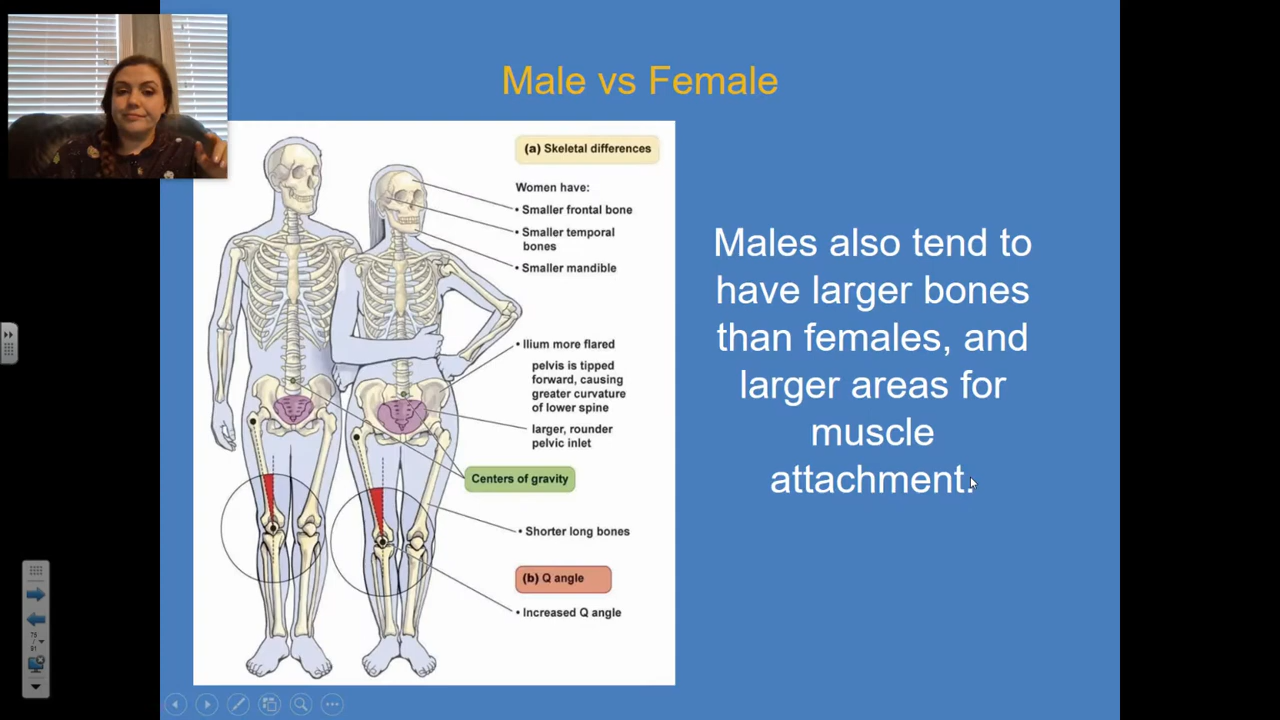 Male vs Female
(a) Skeletal differences
Women have:
• Smaller frontal bone
• Smaller temporal
bones
• Smaller mandible
• Ilium more flared
pelvis is tipped
forward, causing
greater curvature
of lower spine
larger, rounder
pelvic inlet
Centers of gravity
• Shorter long bones
(b) Q angle
• Increased Q angle
Males also tend to
have larger bones
than females, and
larger areas for
muscle
attachment.
75
/
91